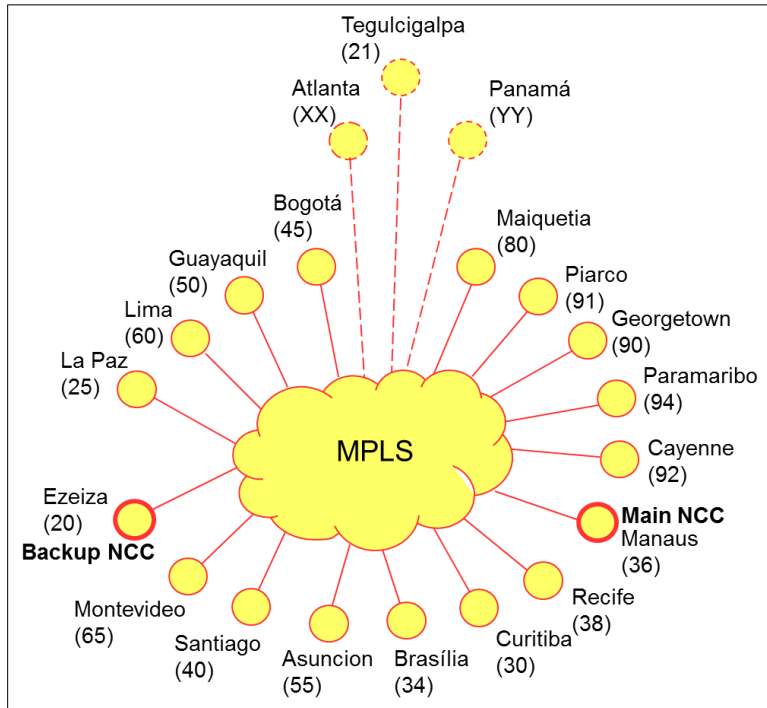 Tegulcigalpa
(21)
Atlanta
(XX)
Panamá
(YY)
Bogotá
(45)
Maiquetia
(80)
Guayaquil
(50)
Piarco
(91)
Lima
(60)
Georgetown
(90)
La Paz
(25)
Paramaribo
(94)
MPLS
Cayenne
(92)
Ezeiza
(20)
Backup NCC
Main NCC
Manaus
(36)
Montevideo
(65)
Santiago
(40)
Asuncion
(55)
Brasília
(34)
Curitiba
(30)
Recife
(38)